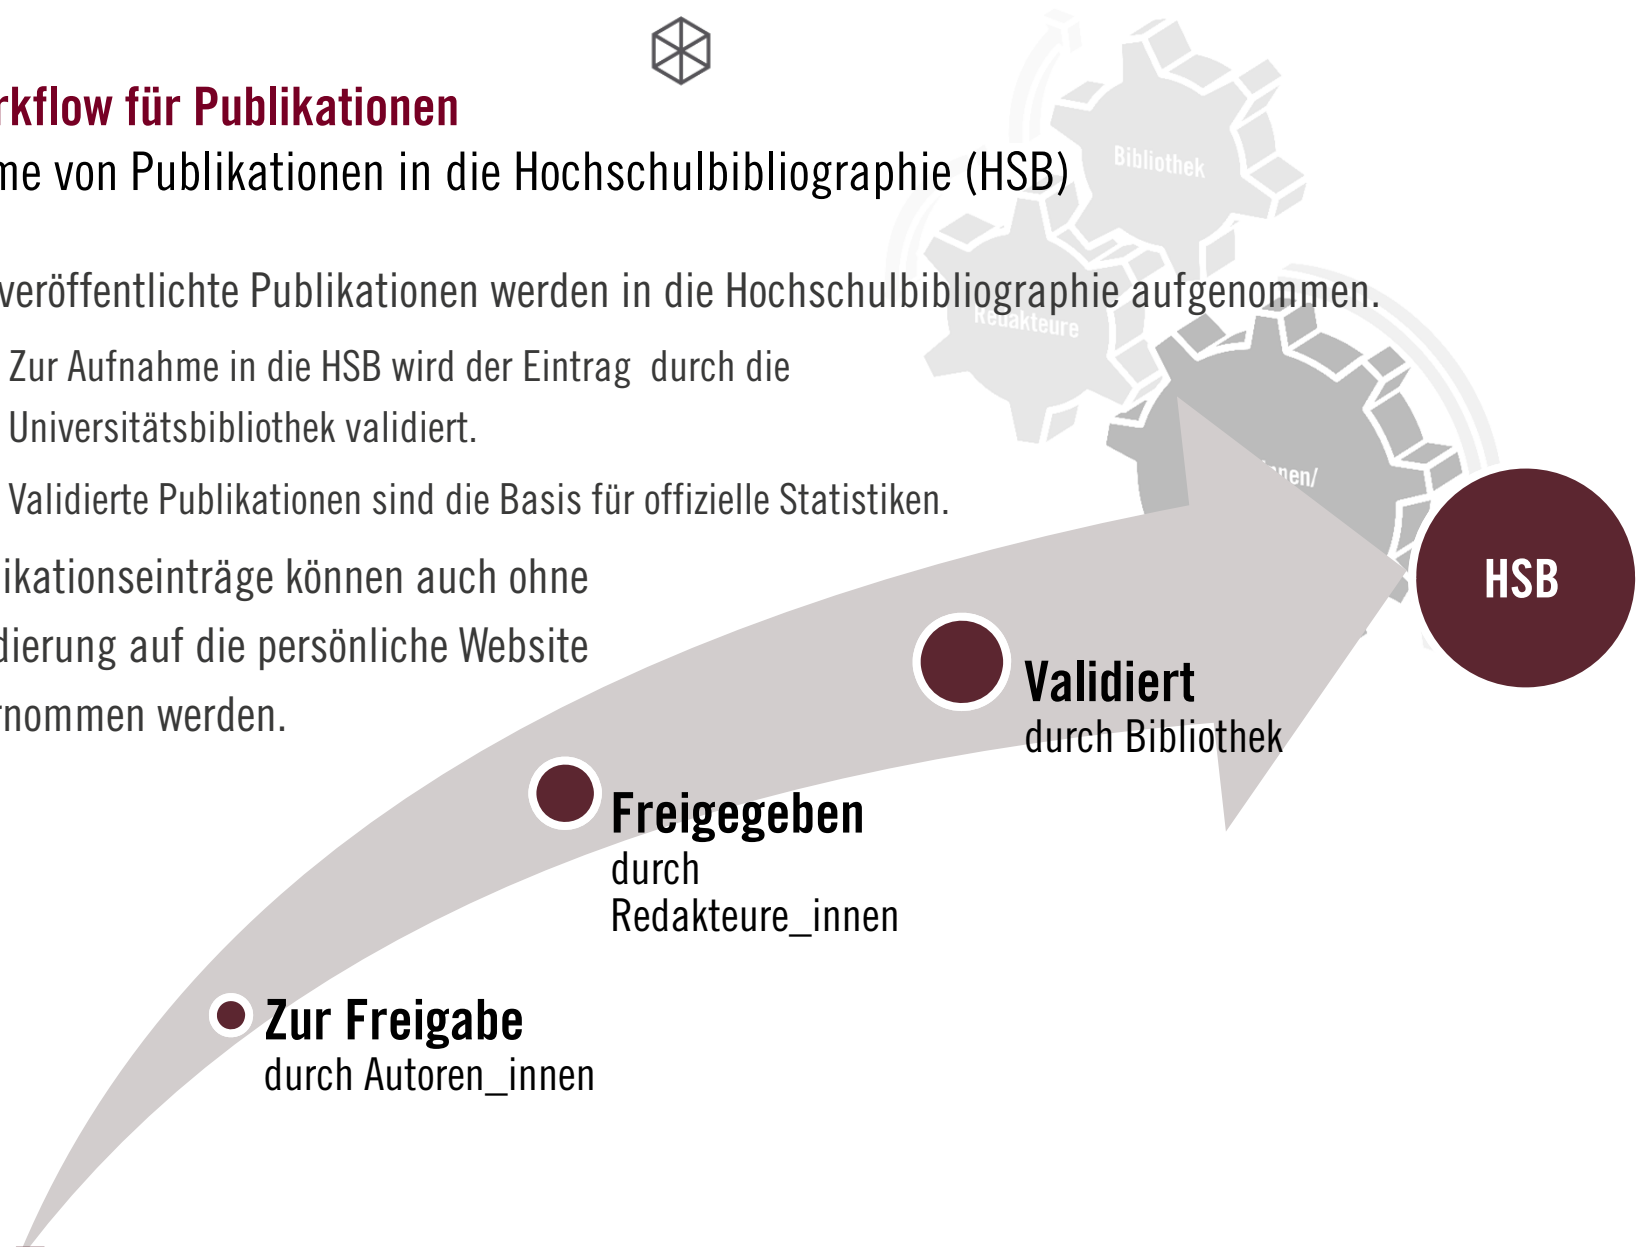 rkflow für Publikationen
me von Publikationen in die Hochschulbibliographie (HSB)
Bibliothek
veröffentlichte Publikationen werden in die Hochschulbibliographie aufgenommen.
Redakteure
Zur Aufnahme in die HSB wird der Eintrag durch die
Universitätsbibliothek validiert.
Validierte Publikationen sind die Basis für offizielle Statistiken.
likationseinträge können auch ohne
dierung auf die persönliche Website
rnommen werden.
nen/
HSB
Validiert
durch Bibliothek
Freigegeben
durch
Redakteure_innen
Zur Freigabe
durch Autoren_innen